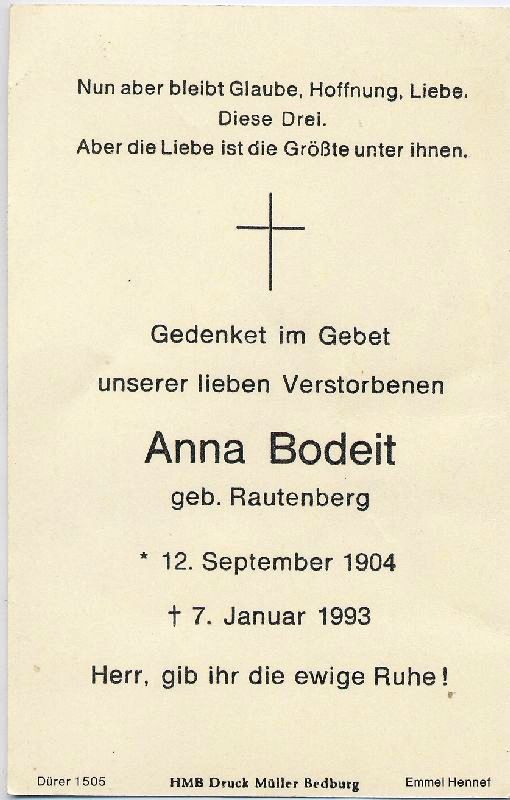 Nun aber bleibt Glaube, Hoffnung, Liebe.
Diese Drei.
Aber die Liebe ist die Größte unter ihnen.
Gedenket im Gebet
unserer lieben Verstorbenen
Anna Bodeit
geb. Rautenberg
* 12. September 1904
† 7. Januar 1993
Herr, gib ihr die ewige Ruhe!
Dürer 1505 HMB Druck Müller Bedburg Emmel Hennef